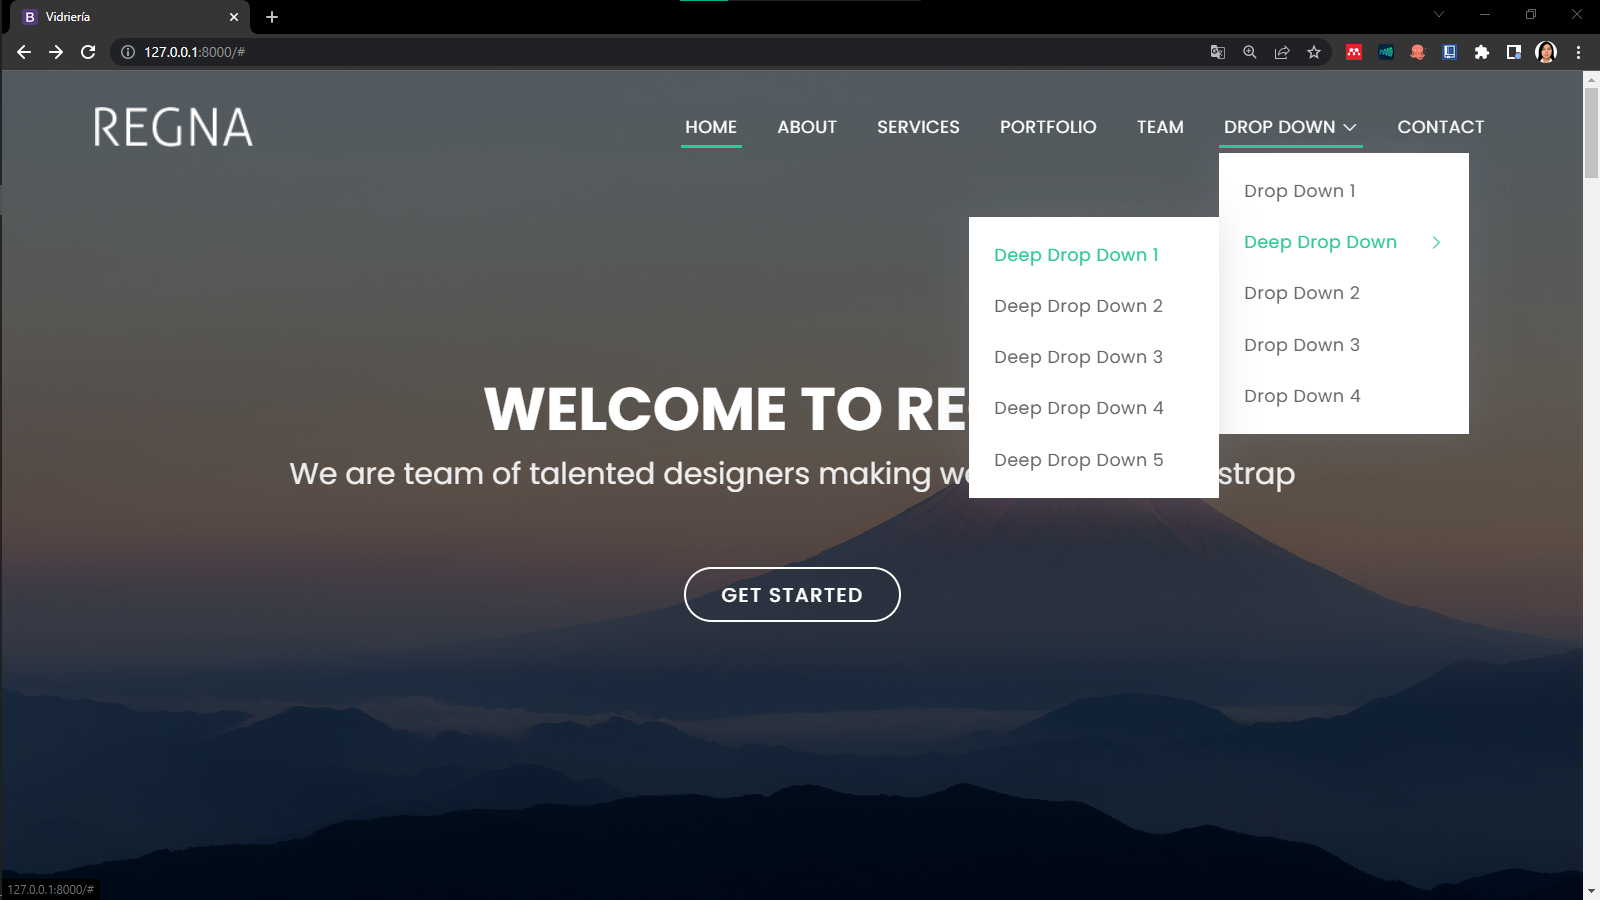 Vidriería
127.0.0.1:8000/#
REGNA
HOME ABOUT SERVICES PORTFOLIO TEAM DROP DOWN CONTACT
Drop Down 1
Deep Drop Down
Drop Down 2
Drop Down 3
Drop Down 4
Deep Drop Down 1
Deep Drop Down 2
Deep Drop Down 3
Deep Drop Down 4
Deep Drop Down 5
WELCOME TO RE
We are team of talented designers making we strap
GET STARTED
127.0.0.1:8000/#